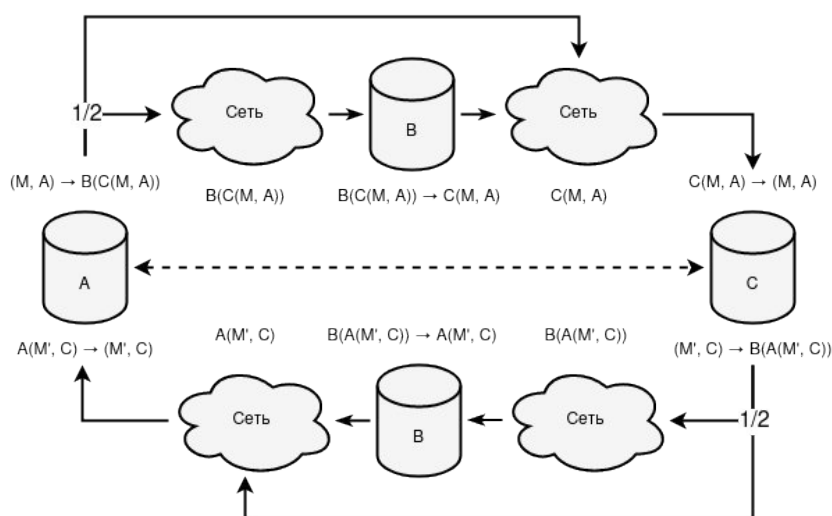 1/2
Сеть
B
Сеть
(M, A) → B(C(M, A))
B(C(M, A))
B(C(M, A)) → C(M, A)
C(M, A)
C(M, A) → (M, A)
A
C
A(M', C) → (M', C)
A(M', C)
B(A(M', C)) → A(M', C)
B(A(M', C))
(M', C) → B(A(M', C))
Сеть
B
Сеть
1/2